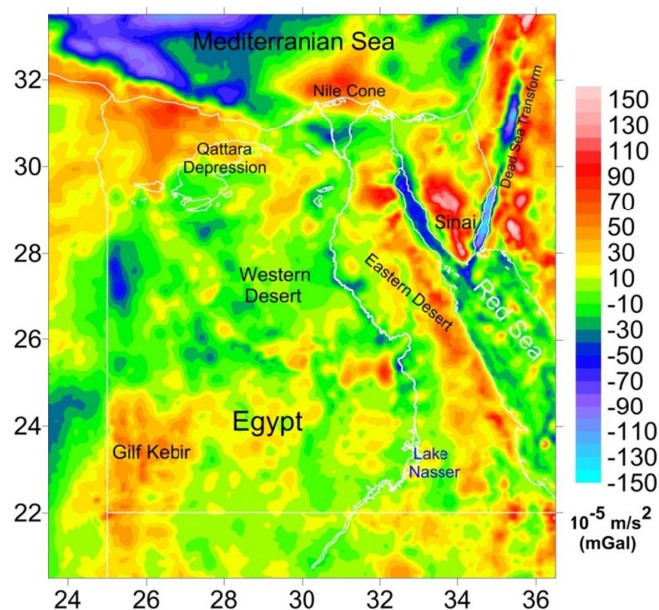 Mediterranian Sea
32
Nile Cone
Dead Sea Transform
150
130
110
90
70
50
30
10
-10
-30
-50
-70
-90
-110
-130
-150
10⁻⁵ m/s²
(mGal)
30
Qattara
Depression
Sinai
28
Western
Desert
Eastern Desert
Red Sea
26
24
Egypt
Gilf Kebir
Lake
Nasser
22
24
26
28
30
32
34
36